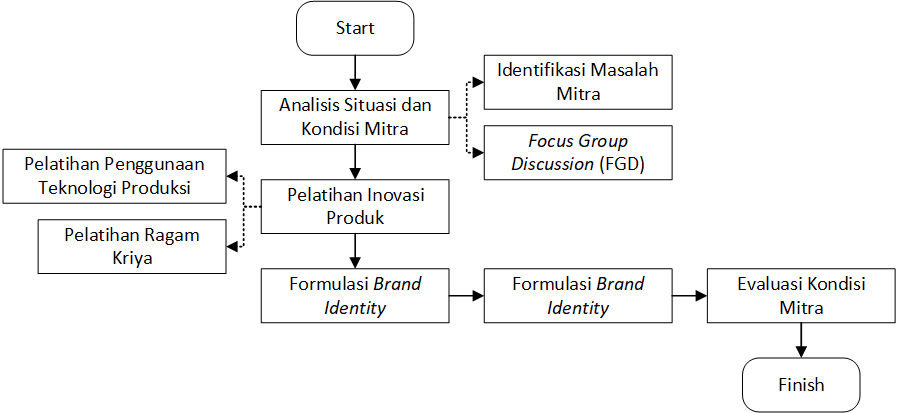 Start
Analisis Situasi dan
Kondisi Mitra
Identifikasi Masalah
Mitra
Focus Group
Discussion (FGD)
Pelatihan Inovasi
Produk
Pelatihan Penggunaan
Teknologi Produksi
Pelatihan Ragam
Kriya
Formulasi Brand
Identity
Formulasi Brand
Identity
Evaluasi Kondisi
Mitra
Finish